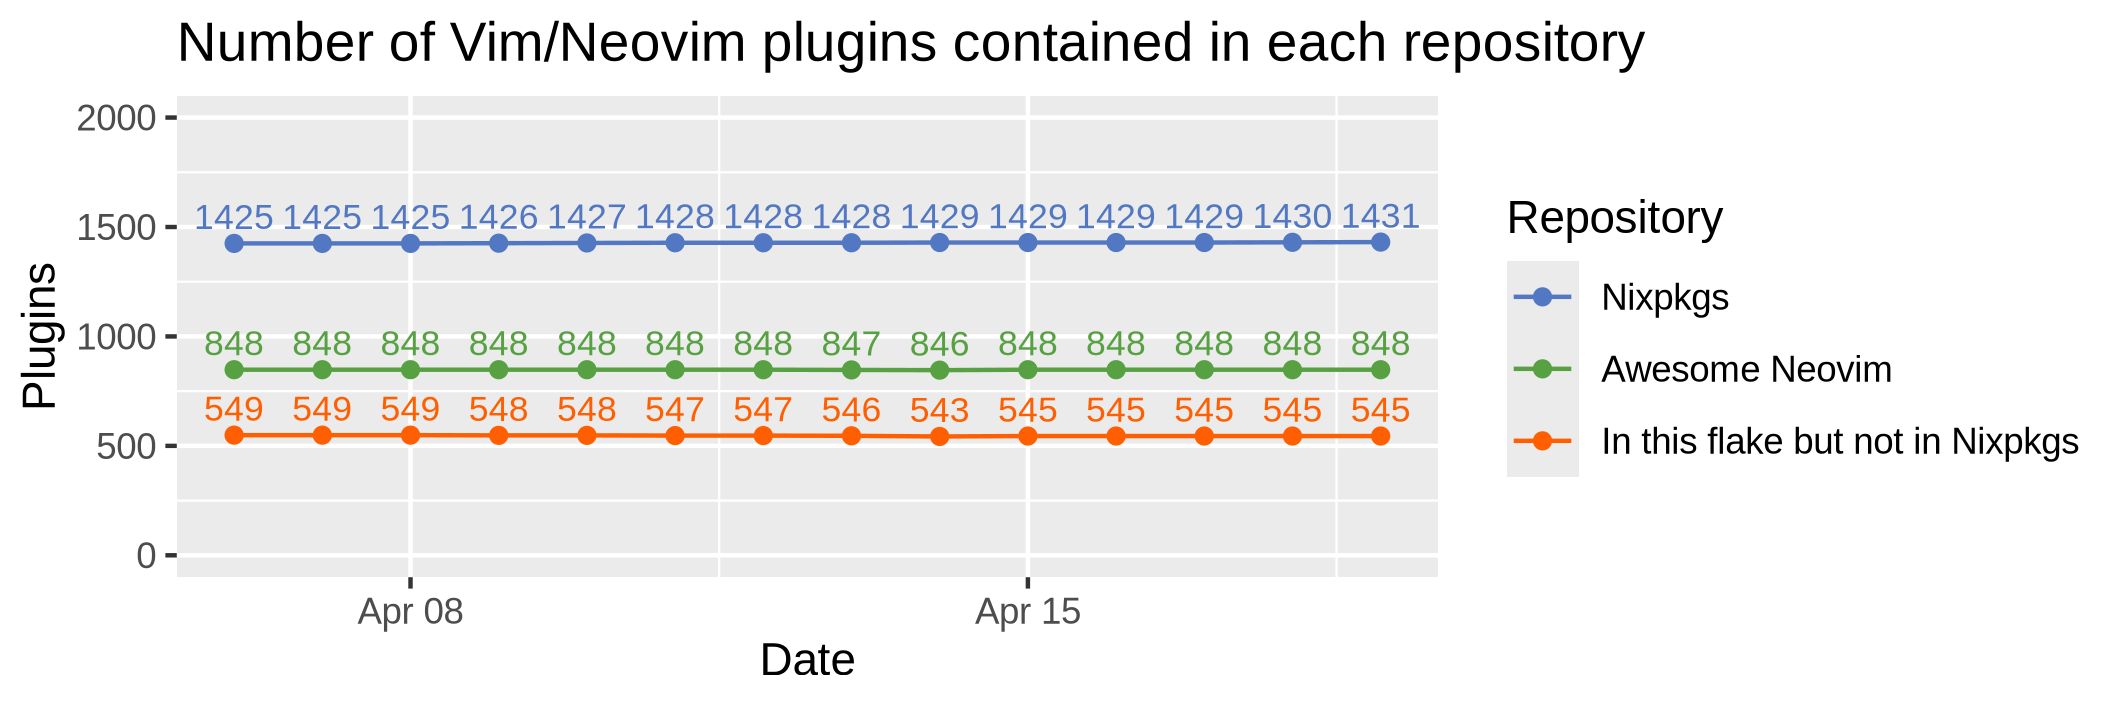 Number of Vim/Neovim plugins contained in each repository
2000
1500
1000
500
0
Plugins
1425 1425 1425 1426 1427 1428 1428 1428 1429 1429 1429 1429 1430 1431
848 848 848 848 848 848 848 847 846 848 848 848 848 848
549 549 549 548 548 547 547 546 543 545 545 545 545 545
Apr 08 Apr 15
Date
Repository
Nixpkgs
Awesome Neovim
In this flake but not in Nixpkgs